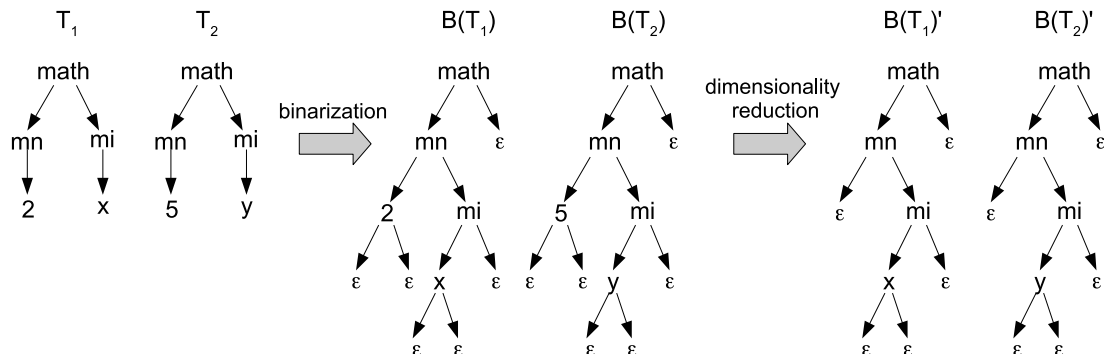 T1 T2 B(T1) B(T2) B(T1)' B(T2)'
math math binarization math math dimensionality reduction math math
mn mi mn mi mn ε mn ε mn ε mn ε
2 x 5 y 2 mi 5 mi ε mi ε mi
ε ε x ε ε ε y ε x ε y ε
ε ε ε ε ε ε ε ε